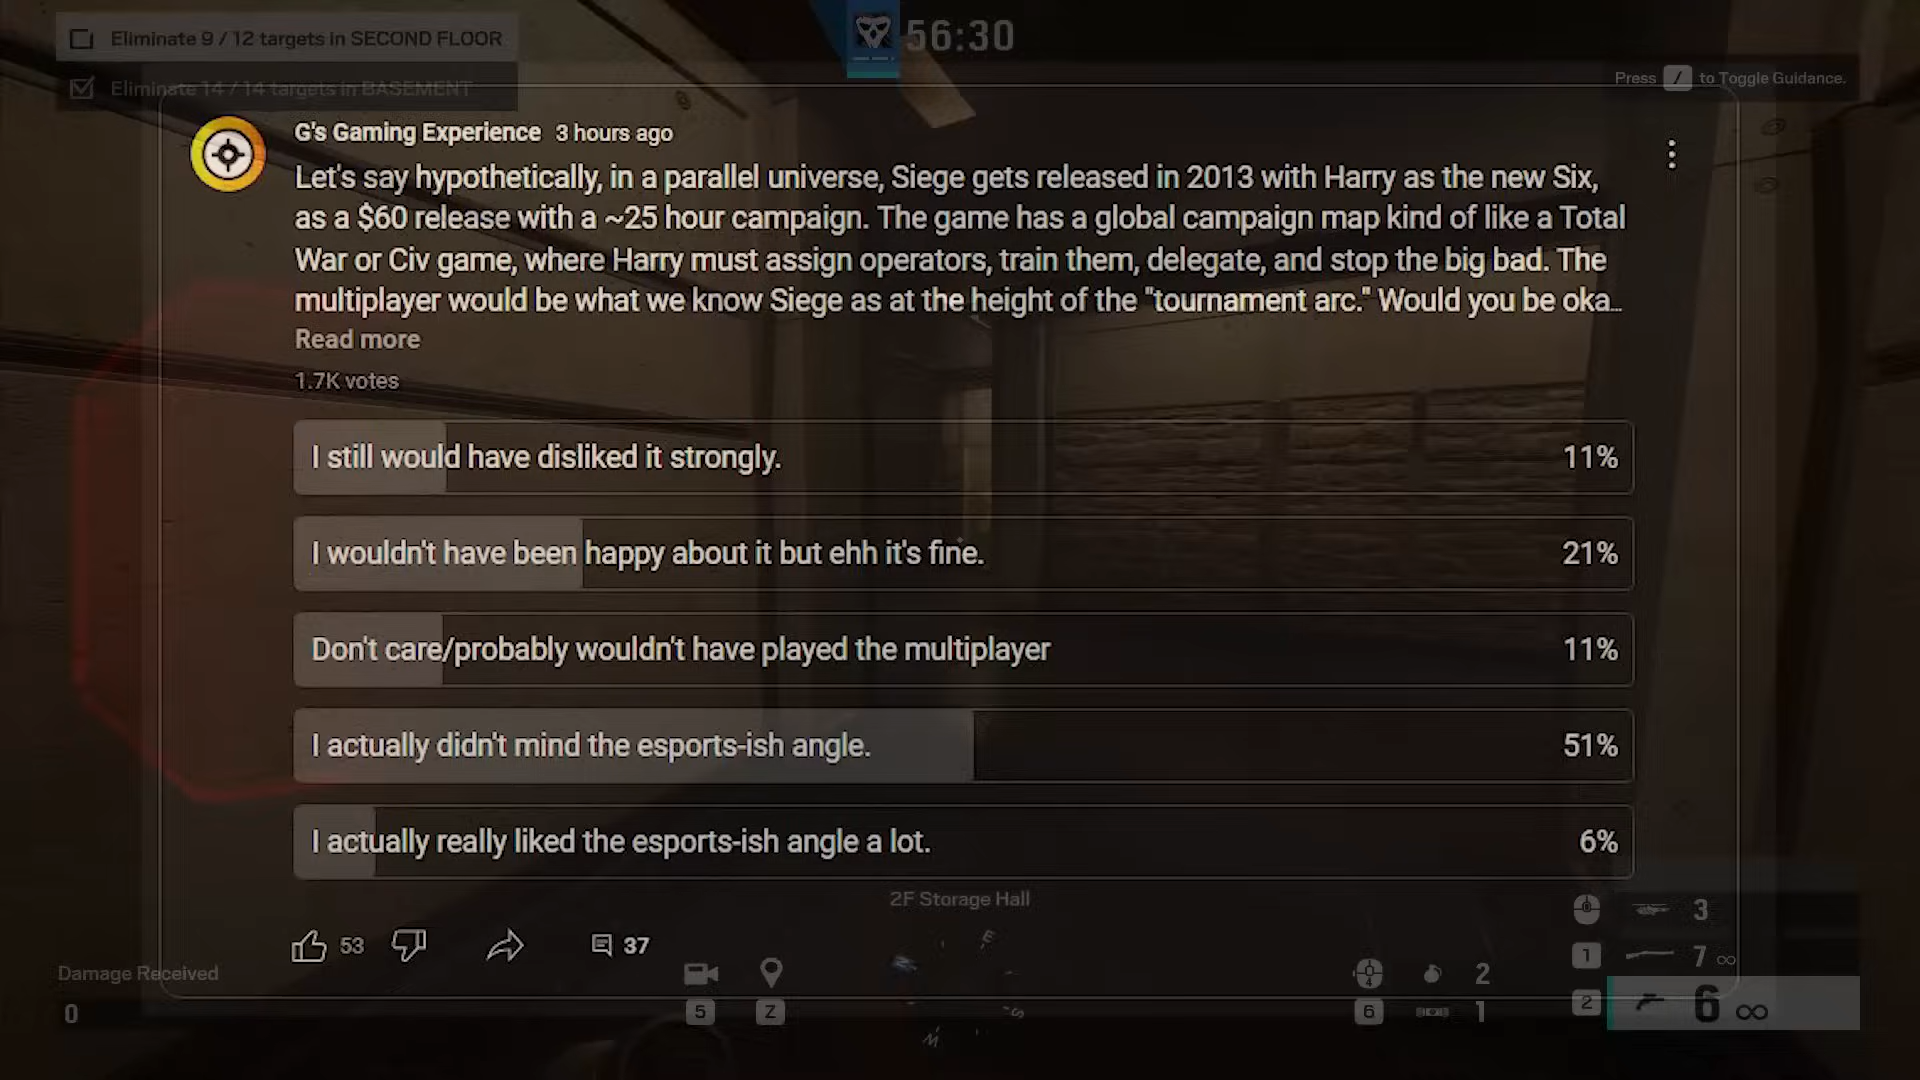 Eliminate 9 / 12 targets in SECOND FLOOR
56:30
Eliminate 14 / 14 targets in BASEMENT
Press / to Toggle Guidance.
G's Gaming Experience 3 hours ago
Let's say hypothetically, in a parallel universe, Siege gets released in 2013 with Harry as the new Six,
as a $60 release with a ~25 hour campaign. The game has a global campaign map kind of like a Total
War or Civ game, where Harry must assign operators, train them, delegate, and stop the big bad. The
multiplayer would be what we know Siege as at the height of the "tournament arc." Would you be oka...
Read more
1.7K votes
I still would have disliked it strongly. 11%
I wouldn't have been happy about it but ehh it's fine. 21%
Don't care/probably wouldn't have played the multiplayer 11%
I actually didn't mind the esports-ish angle. 51%
I actually really liked the esports-ish angle a lot. 6%
2F Storage Hall
53 37
Damage Received
0
E
S
W
5 Z
4 2
6 1
3
1 7 ∞
2 6 ∞